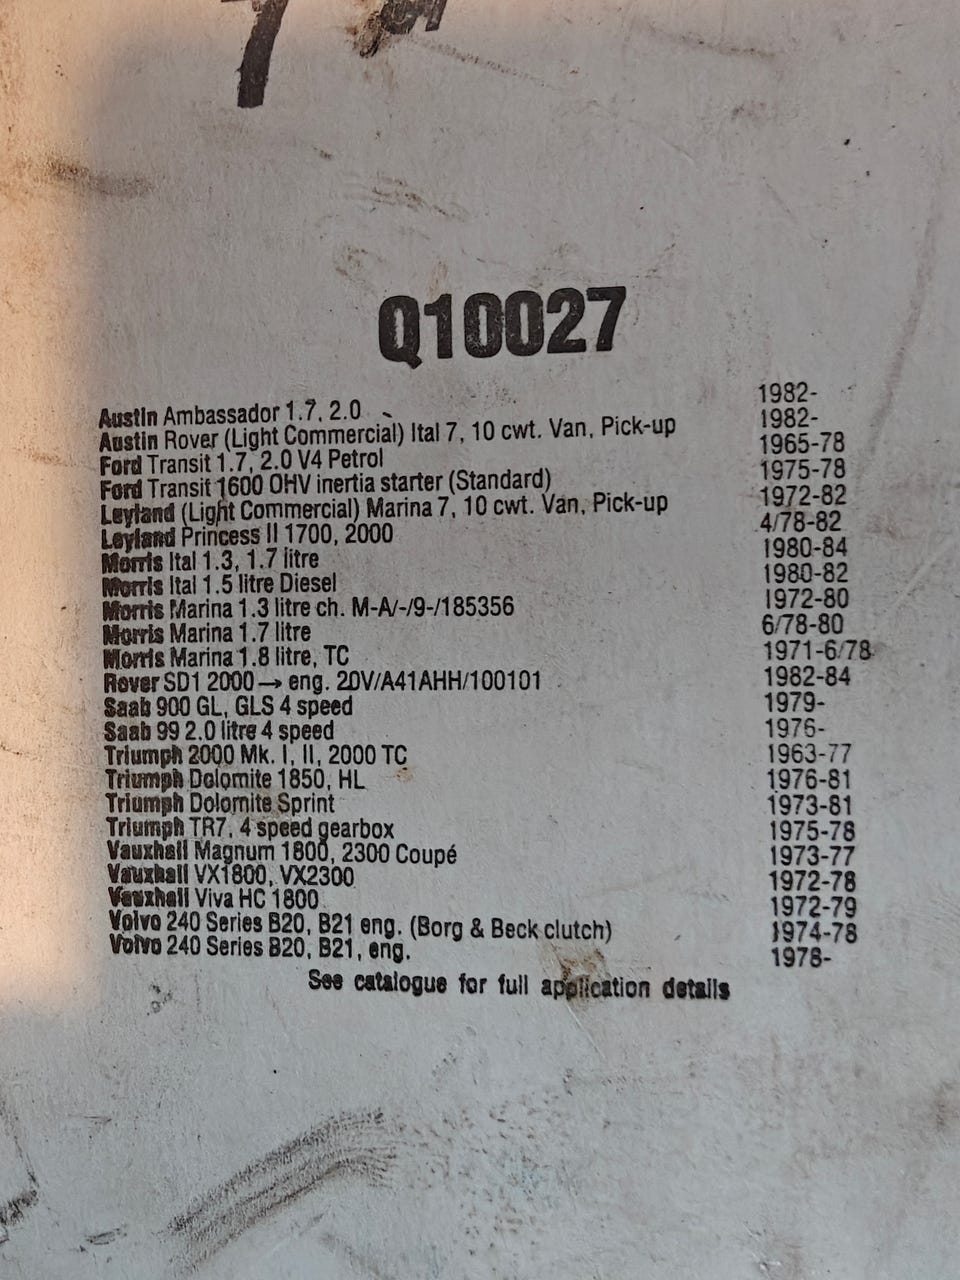 7
Q10027
Austin Ambassador 1.7, 2.0 1982-
Austin Rover (Light Commercial) Ital 7, 10 cwt. Van, Pick-up 1982-
Ford Transit 1.7, 2.0 V4 Petrol 1965-78
Ford Transit 1600 OHV inertia starter (Standard) 1975-78
Leyland (Light Commercial) Marina 7, 10 cwt. Van, Pick-up 1972-82
Leyland Princess II 1700, 2000 4/78-82
Morris Ital 1.3, 1.7 litre 1980-84
Morris Ital 1.5 litre Diesel 1980-82
Morris Marina 1.3 litre ch. M-A/-/9-/185356 1972-80
Morris Marina 1.7 litre 6/78-80
Morris Marina 1.8 litre, TC 1971-6/78
Rover SD1 2000→ eng. 20V/A41AHH/100101 1982-84
Saab 900 GL, GLS 4 speed 1979-
Saab 99 2.0 litre 4 speed 1976-
Triumph 2000 Mk. I, II, 2000 TC 1963-77
Triumph Dolomite 1850, HL 1976-81
Triumph Dolomite Sprint 1973-81
Triumph TR7, 4 speed gearbox 1975-78
Vauxhall Magnum 1800, 2300 Coupé 1973-77
Vauxhall VX1800, VX2300 1972-78
Vauxhall Viva HC 1800 1972-79
Volvo 240 Series B20, B21 eng. (Borg & Beck clutch) 1974-78
Volvo 240 Series B20, B21, eng. 1978-
See catalogue for full application details